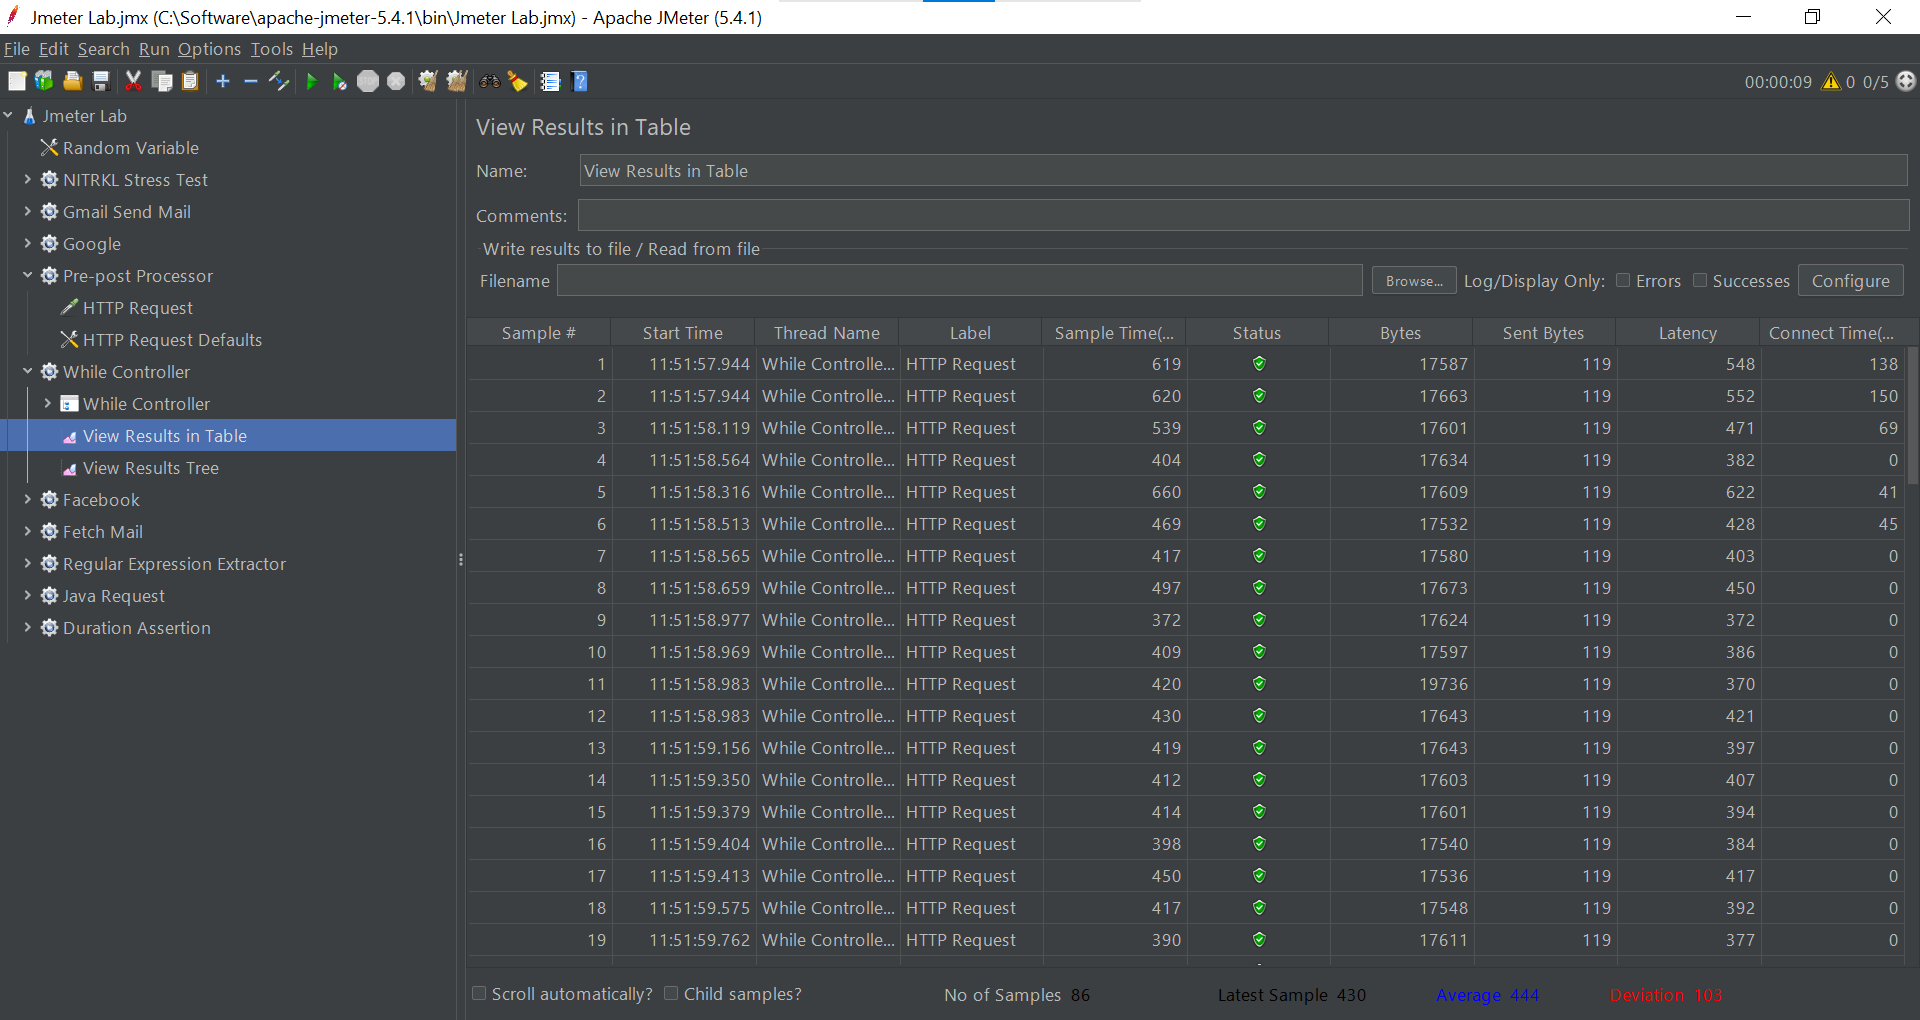 Jmeter Lab.jmx (C:\Software\apache-jmeter-5.4.1\bin\Jmeter Lab.jmx) - Apache JMeter (5.4.1)
File Edit Search Run Options Tools Help
00:00:09 0 0/5
Jmeter Lab
Random Variable
NITRKL Stress Test
Gmail Send Mail
Google
Pre-post Processor
HTTP Request
HTTP Request Defaults
While Controller
While Controller
View Results in Table
View Results Tree
Facebook
Fetch Mail
Regular Expression Extractor
Java Request
Duration Assertion
View Results in Table
Name: View Results in Table
Comments:
Write results to file / Read from file
Filename Browse... Log/Display Only: Errors Successes Configure
Sample # Start Time Thread Name Label Sample Time(... Status Bytes Sent Bytes Latency Connect Time(...
1 11:51:57.944 While Controlle... HTTP Request 619 17587 119 548 138
2 11:51:57.944 While Controlle... HTTP Request 620 17663 119 552 150
3 11:51:58.119 While Controlle... HTTP Request 539 17601 119 471 69
4 11:51:58.564 While Controlle... HTTP Request 404 17634 119 382 0
5 11:51:58.316 While Controlle... HTTP Request 660 17609 119 622 41
6 11:51:58.513 While Controlle... HTTP Request 469 17532 119 428 45
7 11:51:58.565 While Controlle... HTTP Request 417 17580 119 403 0
8 11:51:58.659 While Controlle... HTTP Request 497 17673 119 450 0
9 11:51:58.977 While Controlle... HTTP Request 372 17624 119 372 0
10 11:51:58.969 While Controlle... HTTP Request 409 17597 119 386 0
11 11:51:58.983 While Controlle... HTTP Request 420 19736 119 370 0
12 11:51:58.983 While Controlle... HTTP Request 430 17643 119 421 0
13 11:51:59.156 While Controlle... HTTP Request 419 17643 119 397 0
14 11:51:59.350 While Controlle... HTTP Request 412 17603 119 407 0
15 11:51:59.379 While Controlle... HTTP Request 414 17601 119 394 0
16 11:51:59.404 While Controlle... HTTP Request 398 17540 119 384 0
17 11:51:59.413 While Controlle... HTTP Request 450 17536 119 417 0
18 11:51:59.575 While Controlle... HTTP Request 417 17548 119 392 0
19 11:51:59.762 While Controlle... HTTP Request 390 17611 119 377 0
Scroll automatically? Child samples? No of Samples 86 Latest Sample 430 Average 444 Deviation 103